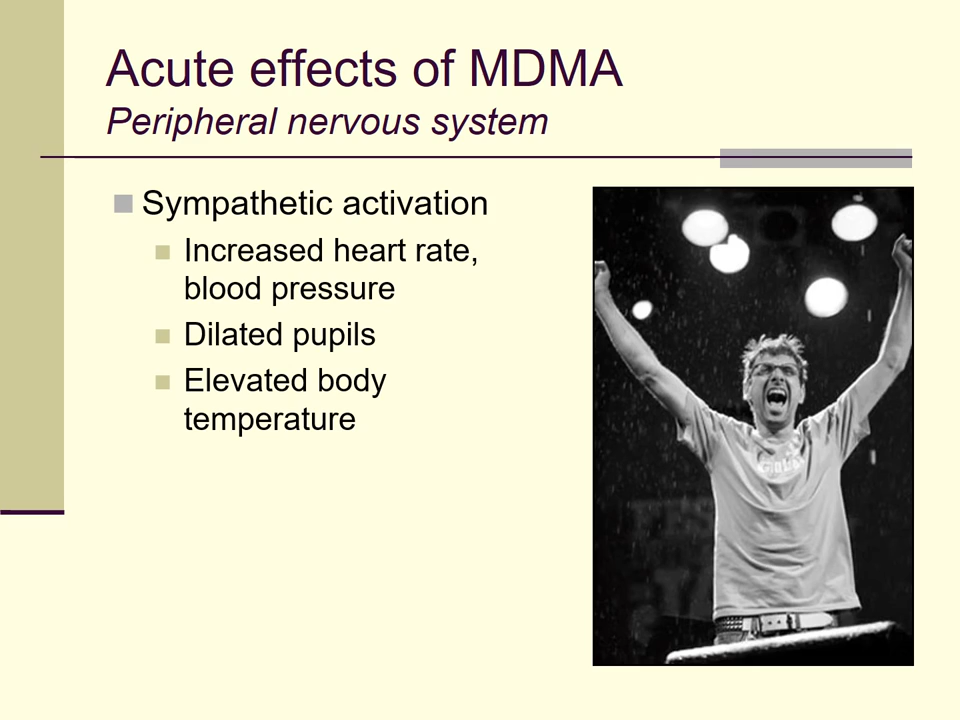 Acute effects of MDMA
Peripheral nervous system
Sympathetic activation
Increased heart rate,
blood pressure
Dilated pupils
Elevated body
temperature